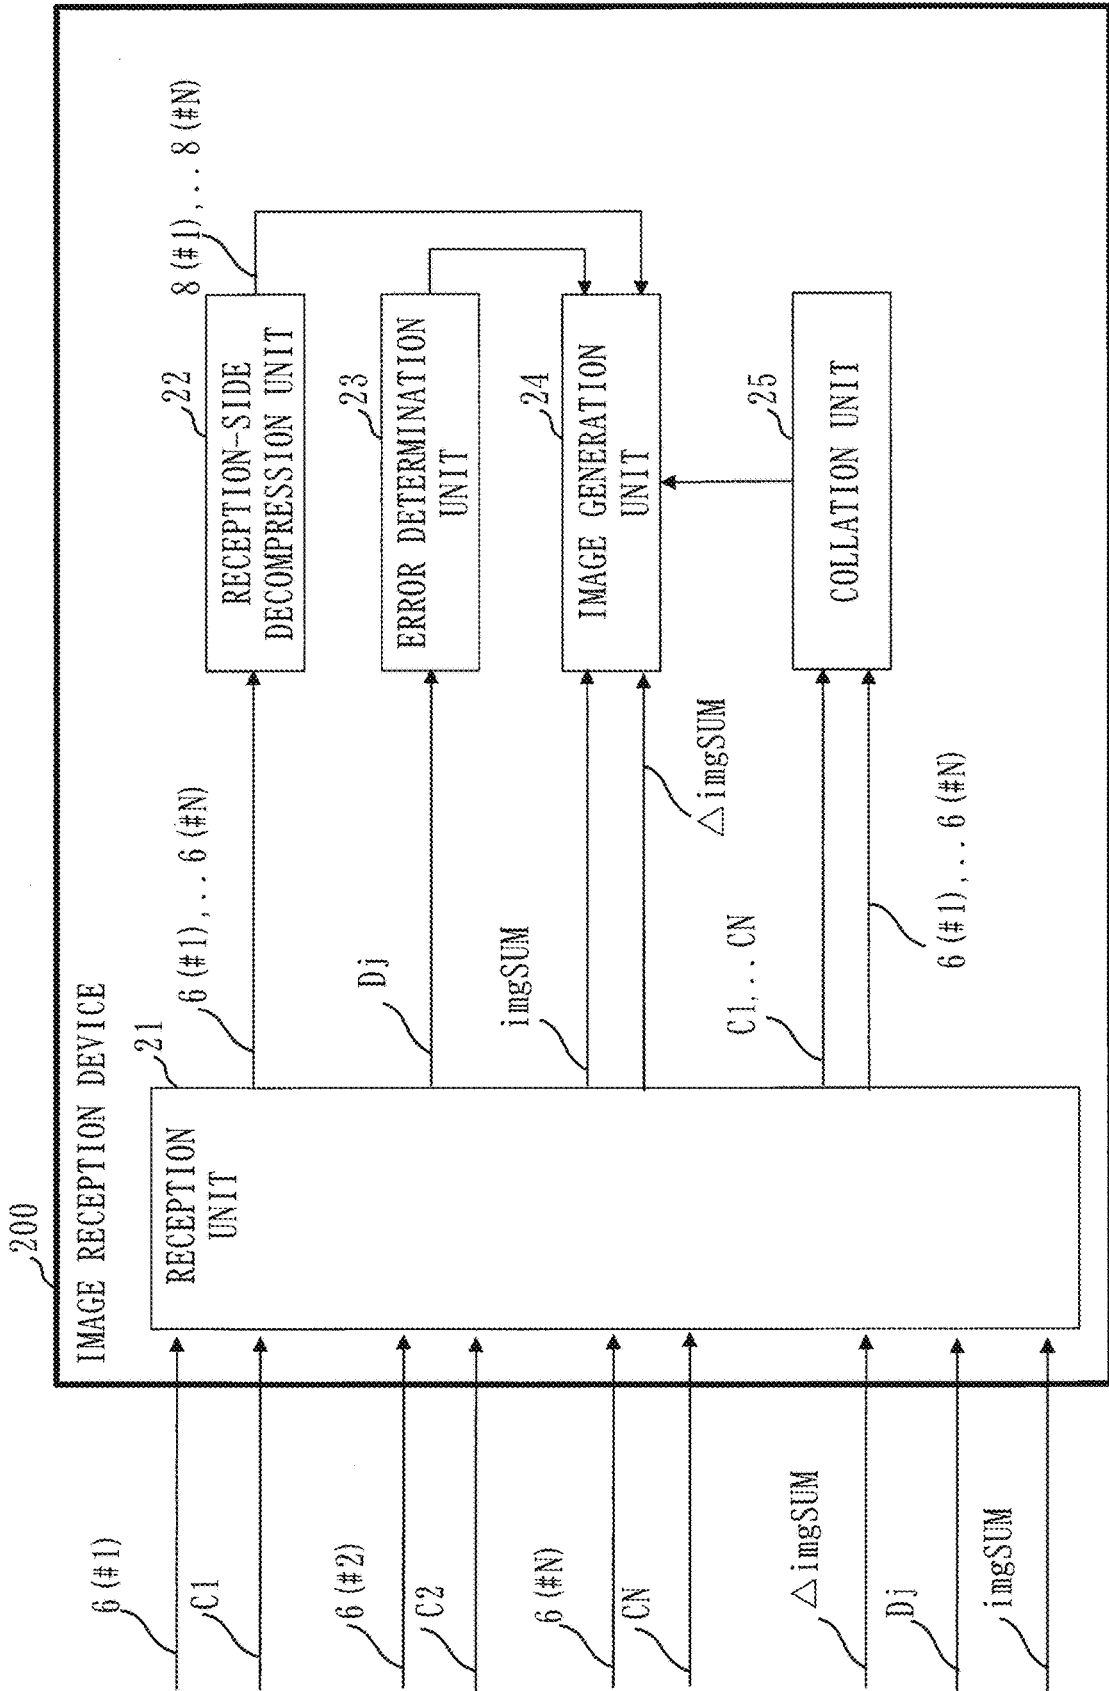 200
IMAGE RECEPTION DEVICE
6 (#1)
C1
6 (#2)
C2
6 (#N)
CN
△imgSUM
Dj
imgSUM
21
RECEPTION
UNIT
6 (#1),..6 (#N)
Dj
imgSUM
△imgSUM
C1,..CN
6 (#1),..6 (#N)
22
RECEPTION-SIDE
DECOMPRESSION UNIT
8 (#1),..8 (#N)
23
ERROR DETERMINATION
UNIT
24
IMAGE GENERATION
UNIT
25
COLLATION UNIT